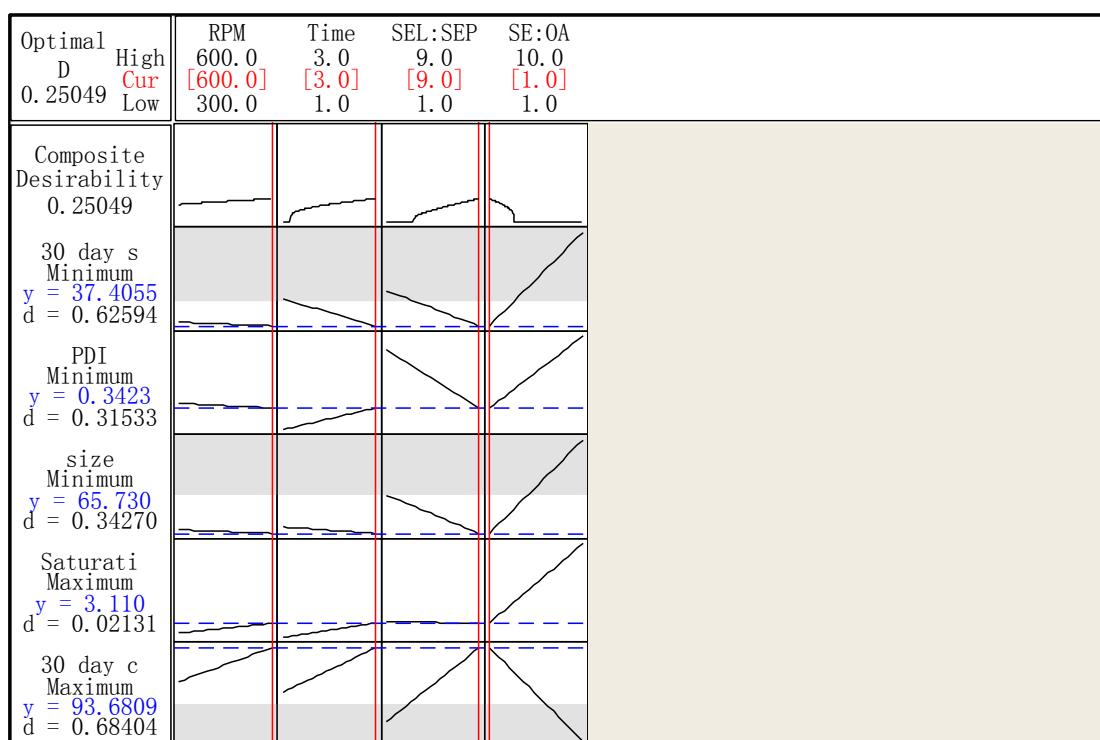 Optimal
D
0.25049
High
Cur
Low
RPM
600.0
[600.0]
300.0
Time
3.0
[3.0]
1.0
SEL:SEP
9.0
[9.0]
1.0
SE:OA
10.0
[1.0]
1.0
Composite
Desirability
0.25049
30 day s
Minimum
y = 37.4055
d = 0.62594
PDI
Minimum
y = 0.3423
d = 0.31533
size
Minimum
y = 65.730
d = 0.34270
Saturati
Maximum
y = 3.110
d = 0.02131
30 day c
Maximum
y = 93.6809
d = 0.68404